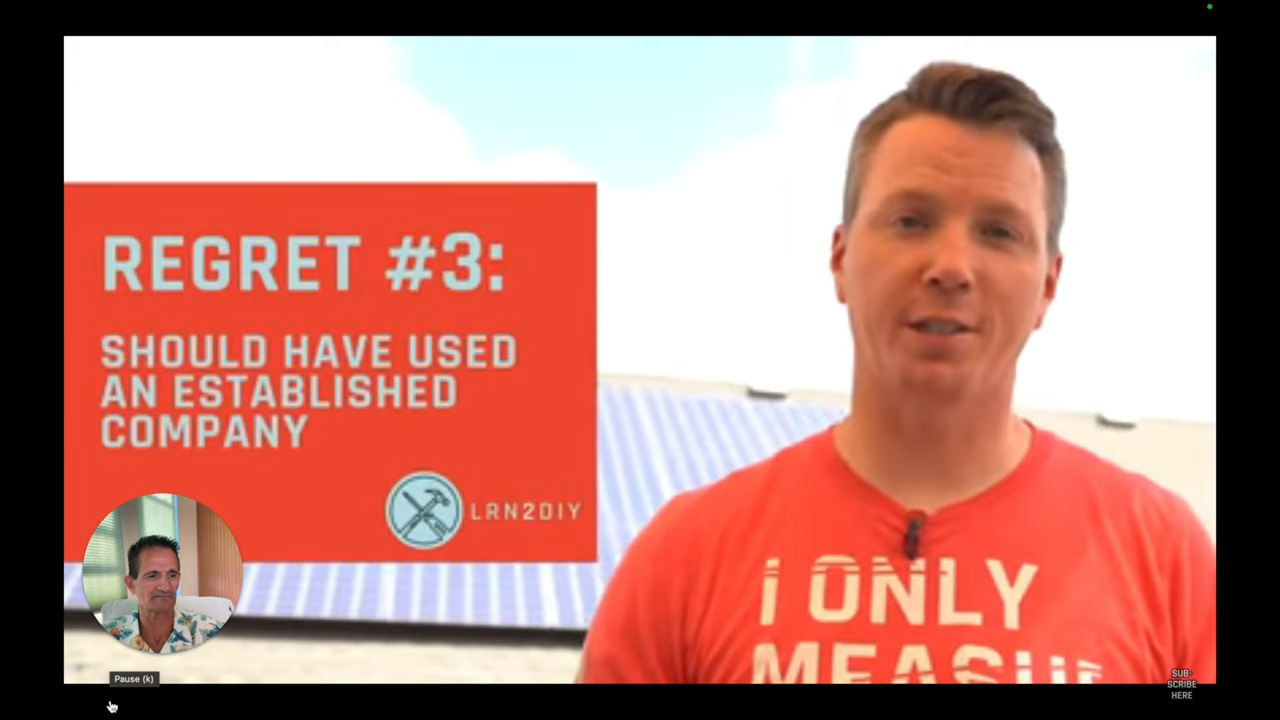 REGRET #3:
SHOULD HAVE USED
AN ESTABLISHED
COMPANY
LRN2DIY
I ONLY
Pause (k)
SUB-
SCRIBE
HERE